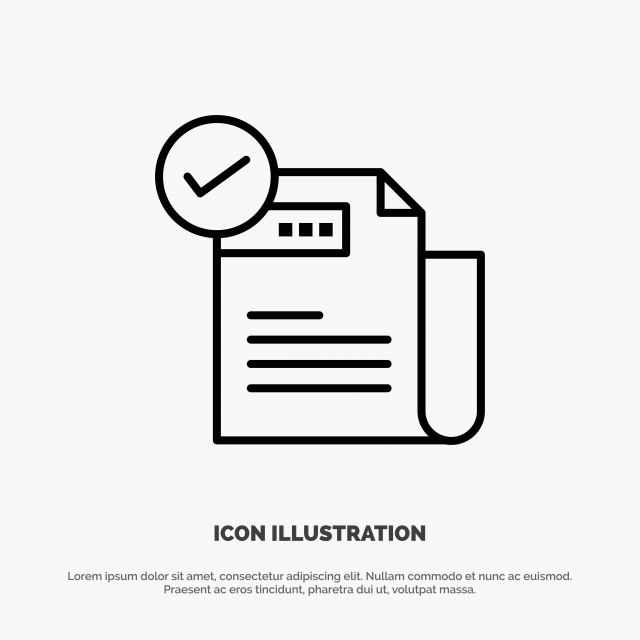 ICON ILLUSTRATION
Lorem ipsum dolor sit amet, consectetur adipiscing elit. Nullam commodo et nunc ac euismod.
Praesent ac eros tincidunt, pharetra dui ut, volutpat massa.